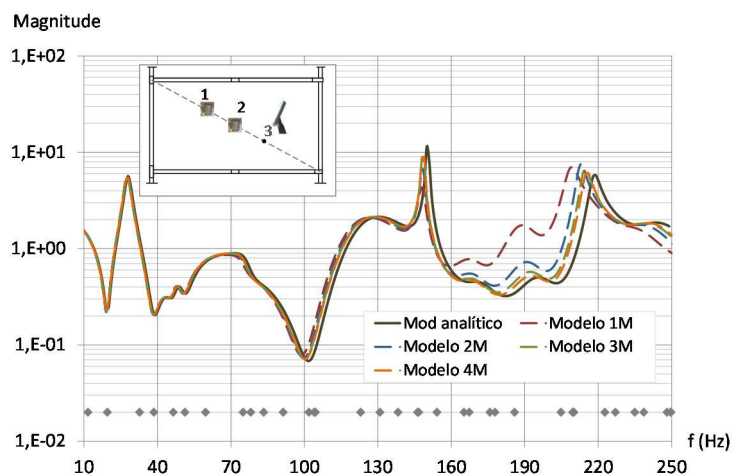 Magnitude
1,E+02
1,E+01
1,E+00
1,E-01
1,E-02
1
2
3
Mod analítico
Modelo 1M
Modelo 2M
Modelo 3M
Modelo 4M
f (Hz)
10 40 70 100 130 160 190 220 250